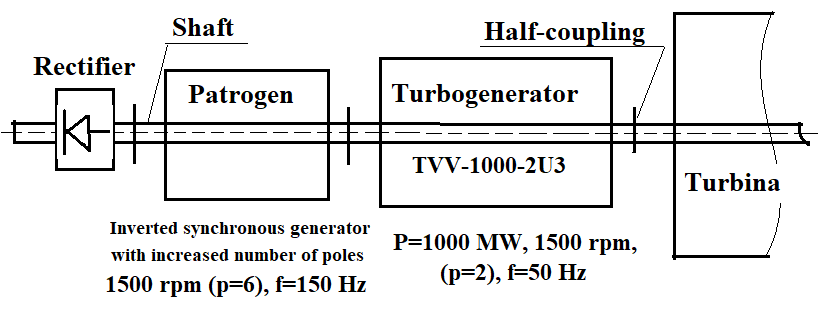 Shaft
Half-coupling
Rectifier
Patrogen
Turbogenerator
TVV-1000-2U3
Turbina
Inverted synchronous generator
with increased number of poles
1500 rpm (p=6), f=150 Hz
P=1000 MW, 1500 rpm,
(p=2), f=50 Hz